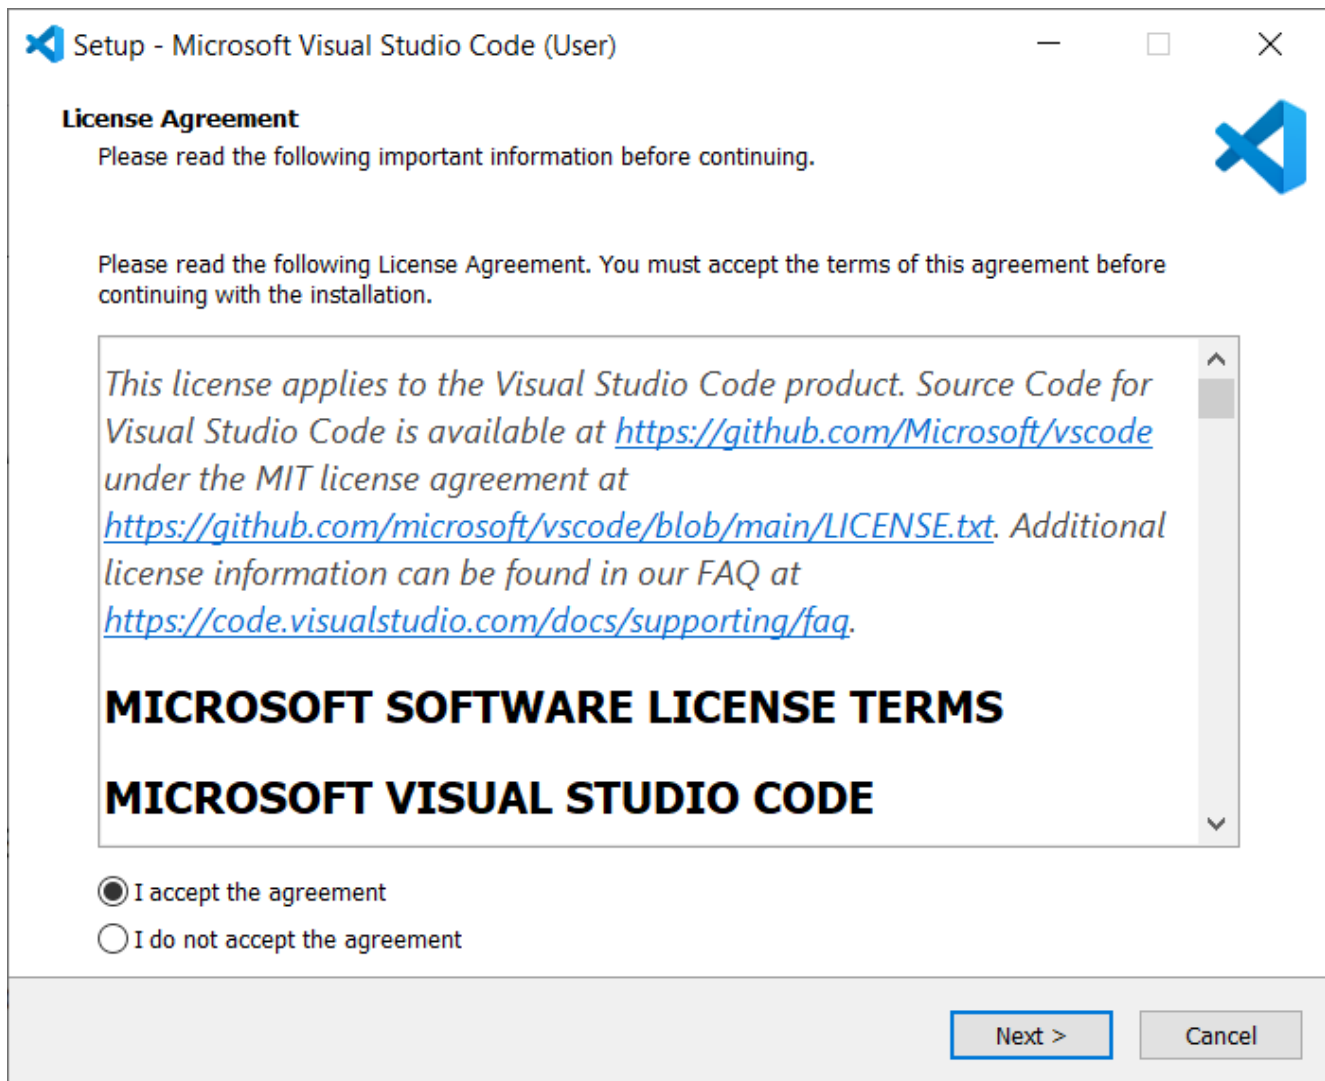 Setup - Microsoft Visual Studio Code (User)
License Agreement
Please read the following important information before continuing.
Please read the following License Agreement. You must accept the terms of this agreement before
continuing with the installation.
This license applies to the Visual Studio Code product. Source Code for
Visual Studio Code is available at https://github.com/Microsoft/vscode
under the MIT license agreement at
https://github.com/microsoft/vscode/blob/main/LICENSE.txt. Additional
license information can be found in our FAQ at
https://code.visualstudio.com/docs/supporting/faq.
MICROSOFT SOFTWARE LICENSE TERMS
MICROSOFT VISUAL STUDIO CODE
I accept the agreement
I do not accept the agreement
Next >
Cancel